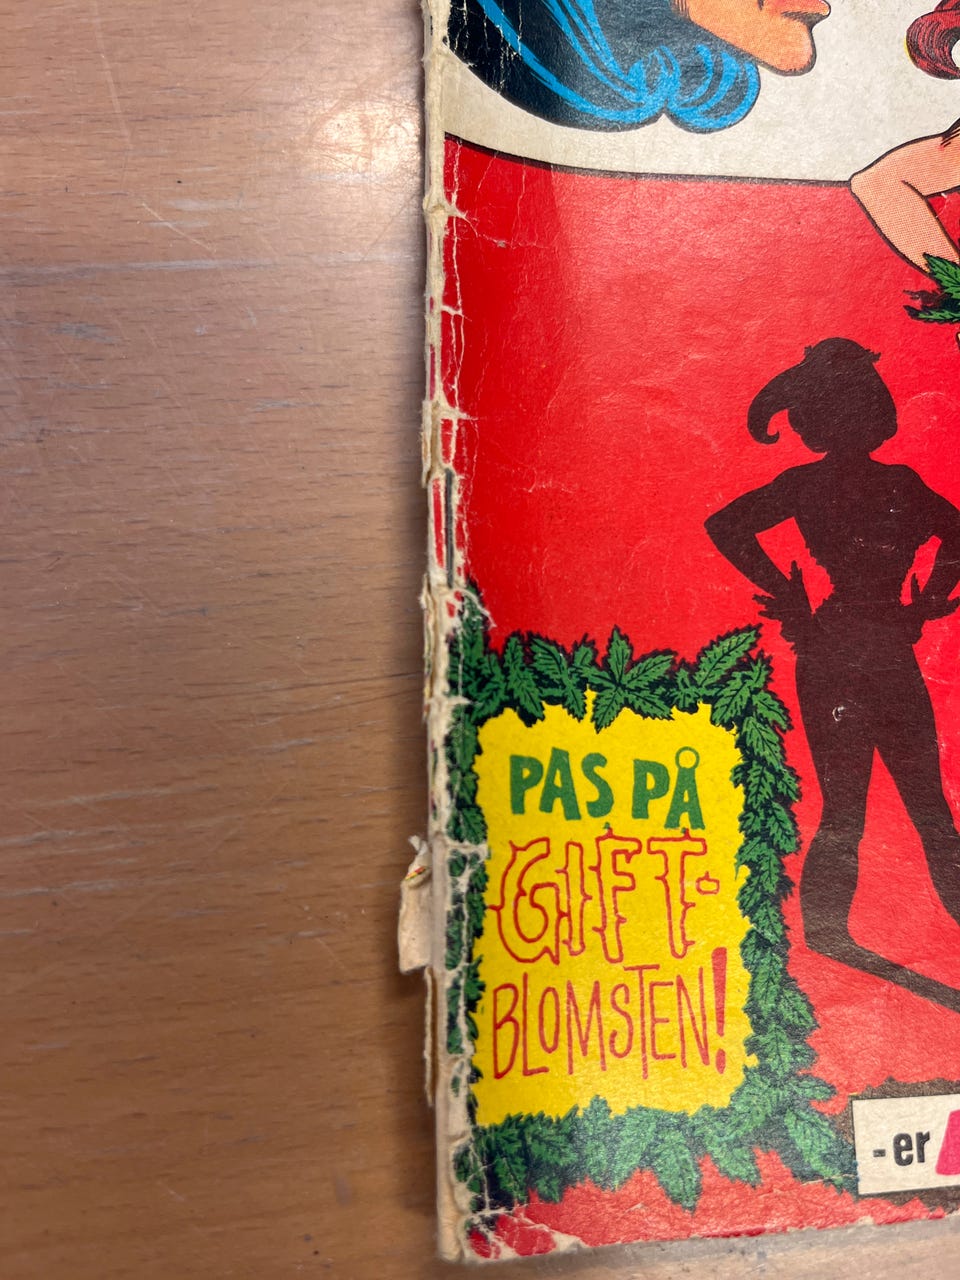 PAS PÅ
GIFT-
BLOMSTEN!
-er